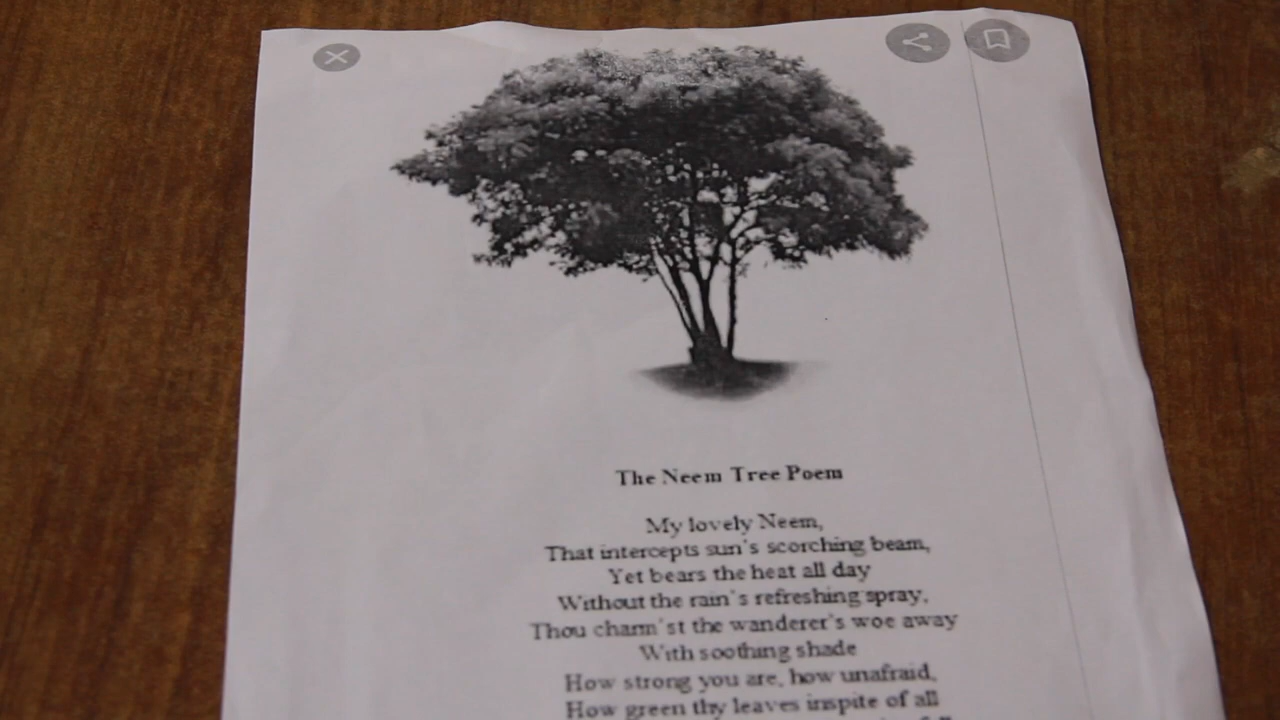 The Neem Tree Poem
My lovely Neem,
That intercepts sun's scorching beam,
Yet bears the heat all day
Without the rain's refreshing spray,
Thou charm'st the wanderer's woe away
With soothing shade
How strong you are, how unafraid,
How green thy leaves inspite of all